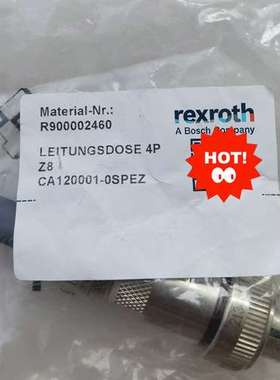 Material-Nr.:
R900002460
rexroth
A Bosch Company
LEITUNGSDOSE 4P
Z8
CA120001-0SPEZ
HOT!